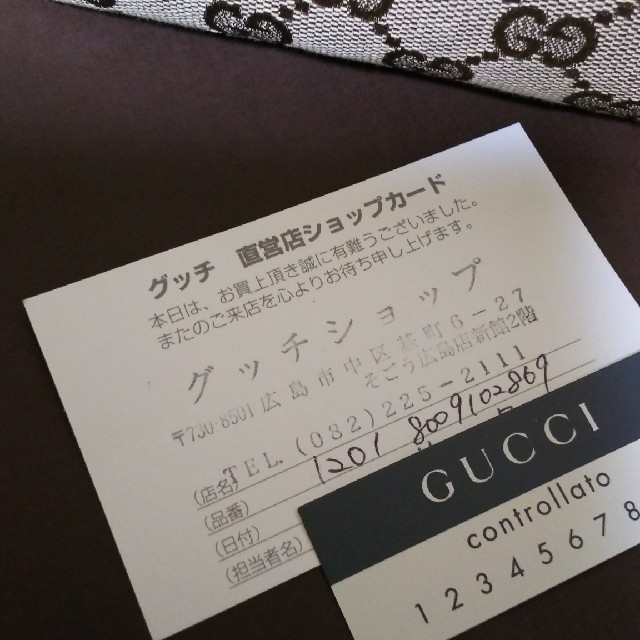 グッチ 直営店ショップカード
本日は、お買上頂き誠に有難うございました。
またのご来店を心よりお待ち申し上げます。
グッチショップ
〒730-8501 広島市中区基町6-27
そごう広島店新館2階
TEL.(082)225-2111
(店名)
1201 8009102869
(品番)
(日付)
(担当者名)
GUCCI
controllato
1 2 3 4 5 6 7 8